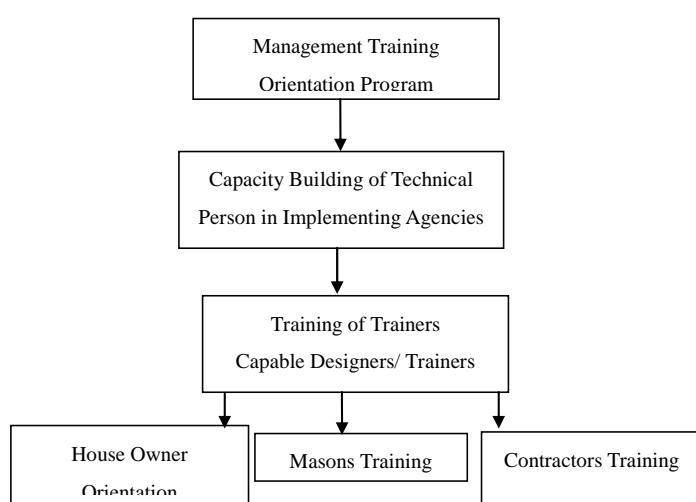 Management Training
Orientation Program
Capacity Building of Technical
Person in Implementing Agencies
Training of Trainers
Capable Designers/ Trainers
House Owner
Orientation
Masons Training
Contractors Training